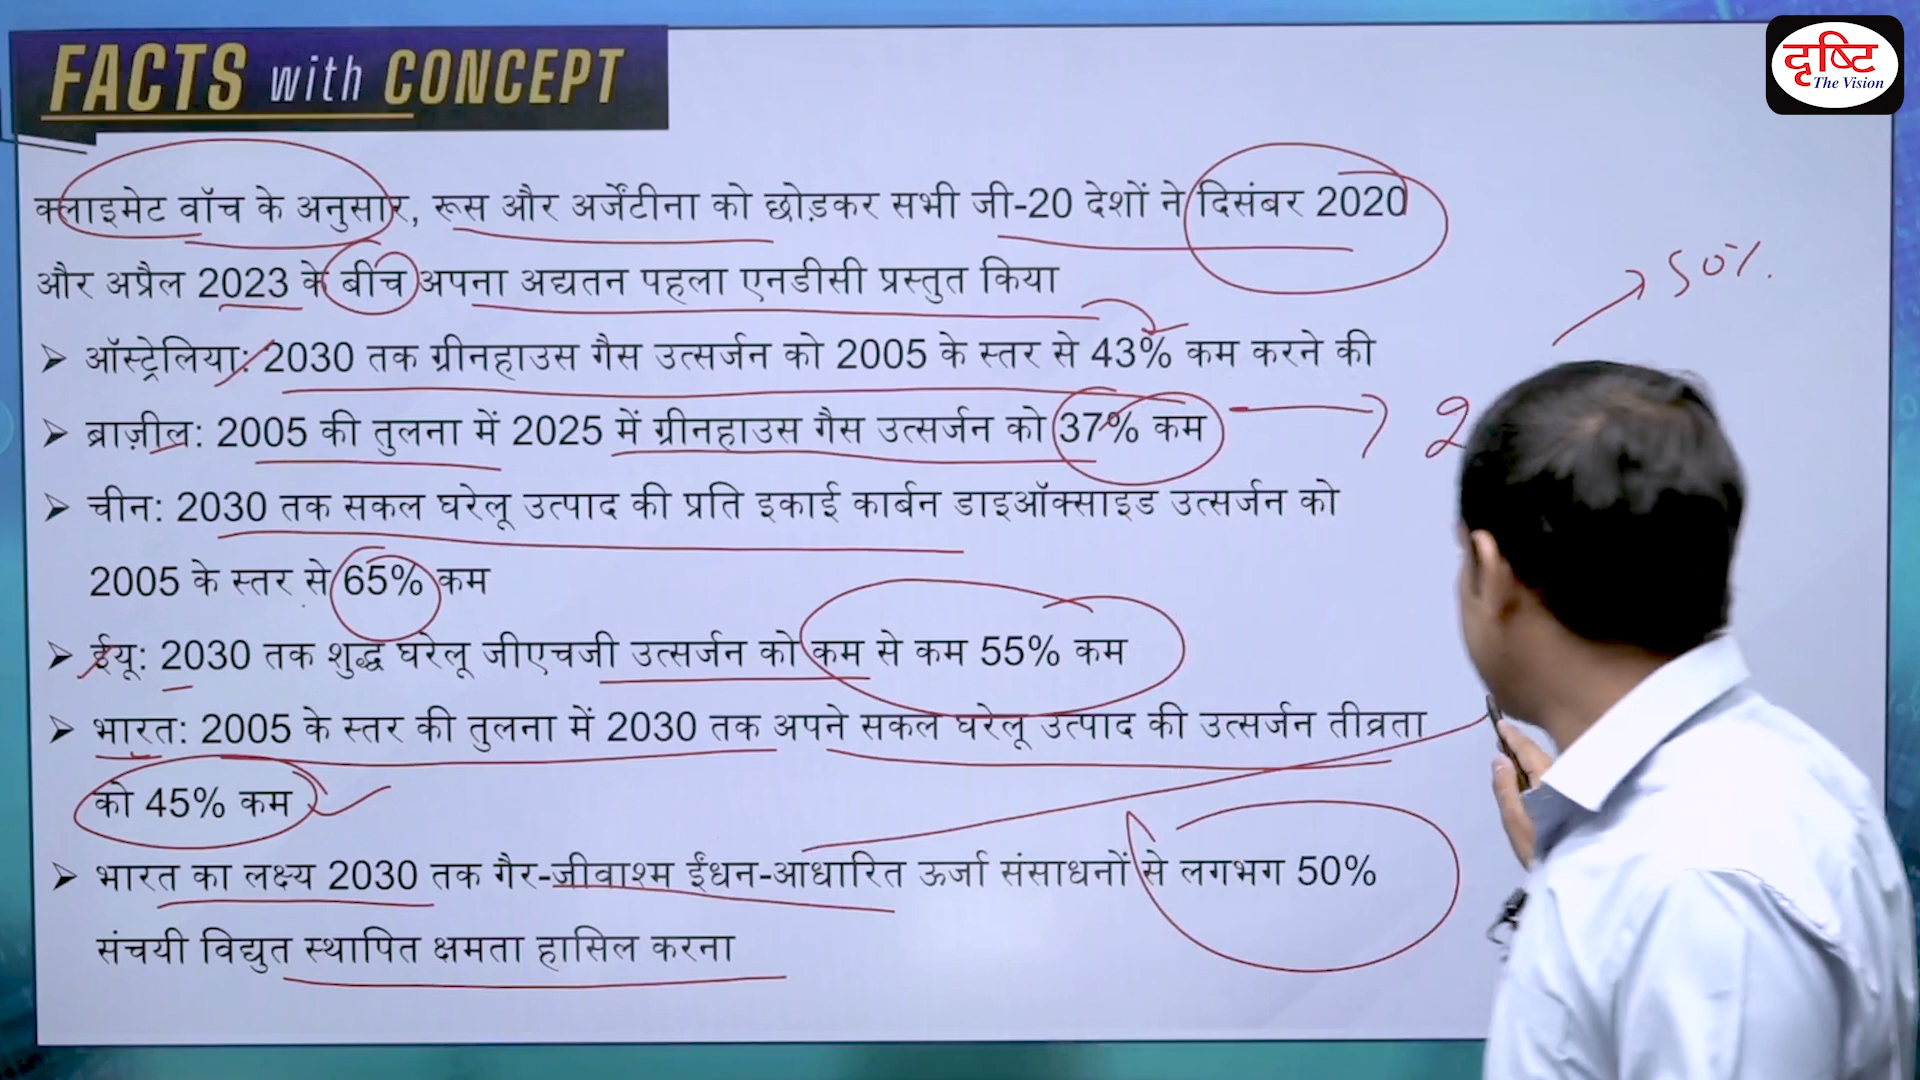 FACTS with CONCEPT
दृष्टि
The Vision
क्लाइमेट वॉच के अनुसार, रूस और अर्जेंटीना को छोड़कर सभी जी-20 देशों ने दिसंबर 2020
और अप्रैल 2023 के बीच अपना अद्यतन पहला एनडीसी प्रस्तुत किया
50%
➢ ऑस्ट्रेलिया: 2030 तक ग्रीनहाउस गैस उत्सर्जन को 2005 के स्तर से 43% कम करने की
➢ ब्राज़ील: 2005 की तुलना में 2025 में ग्रीनहाउस गैस उत्सर्जन को 37% कम
➢ चीन: 2030 तक सकल घरेलू उत्पाद की प्रति इकाई कार्बन डाइऑक्साइड उत्सर्जन को
2005 के स्तर से 65% कम
➢ ईयू: 2030 तक शुद्ध घरेलू जीएचजी उत्सर्जन को कम से कम 55% कम
➢ भारत: 2005 के स्तर की तुलना में 2030 तक अपने सकल घरेलू उत्पाद की उत्सर्जन तीव्रता
को 45% कम
➢ भारत का लक्ष्य 2030 तक गैर-जीवाश्म ईंधन-आधारित ऊर्जा संसाधनों से लगभग 50%
संचयी विद्युत स्थापित क्षमता हासिल करना